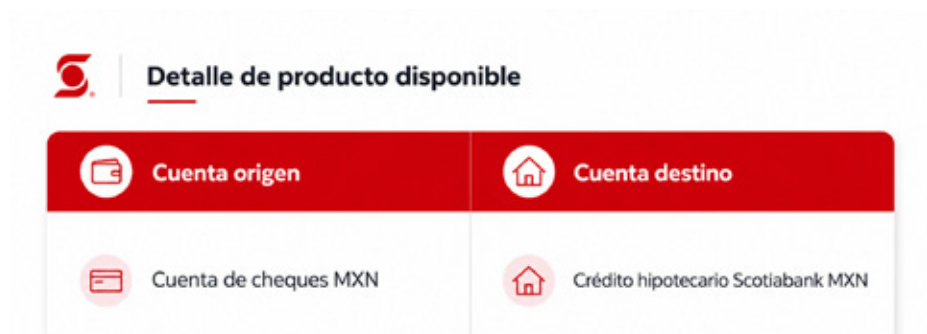 Detalle de producto disponible
Cuenta origen
Cuenta destino
Cuenta de cheques MXN
Crédito hipotecario Scotiabank MXN